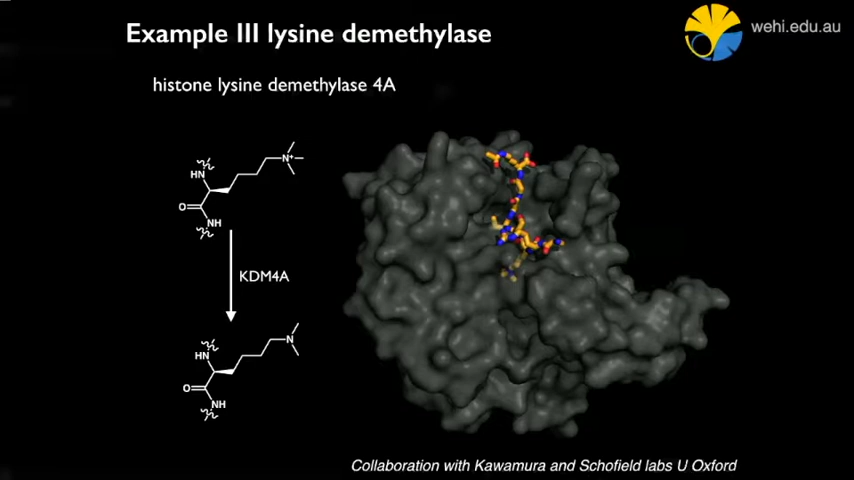 Example III lysine demethylase
wehi.edu.au
histone lysine demethylase 4A
N+
HN
O
NH
KDM4A
N
HN
O
NH
Collaboration with Kawamura and Schofield labs U Oxford